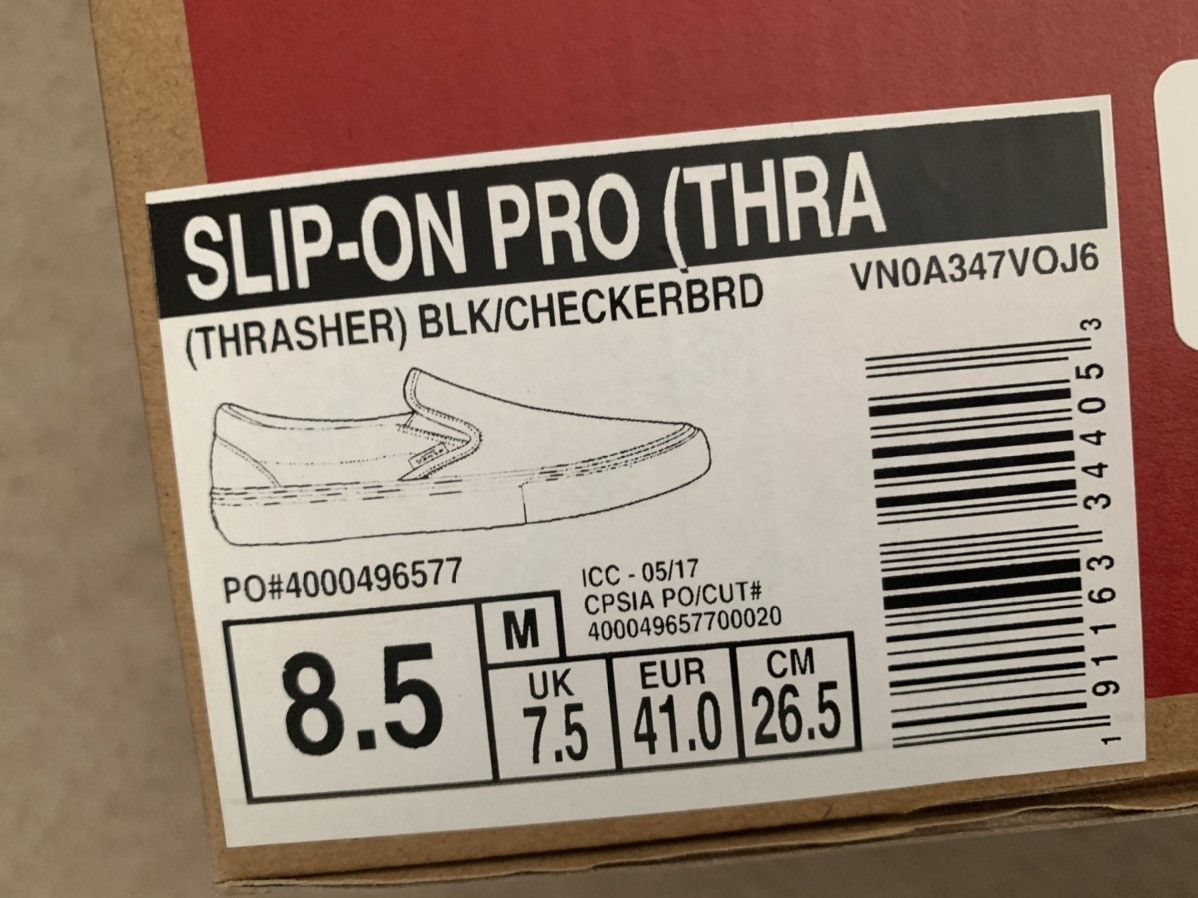 SLIP-ON PRO (THRA
(THRASHER) BLK/CHECKERBRD
VN0A347VOJ6
PO#4000496577
ICC - 05/17
CPSIA PO/CUT#
400049657700020
8.5
M
UK
7.5
EUR
41.0
CM
26.5
1 91163 34405 3